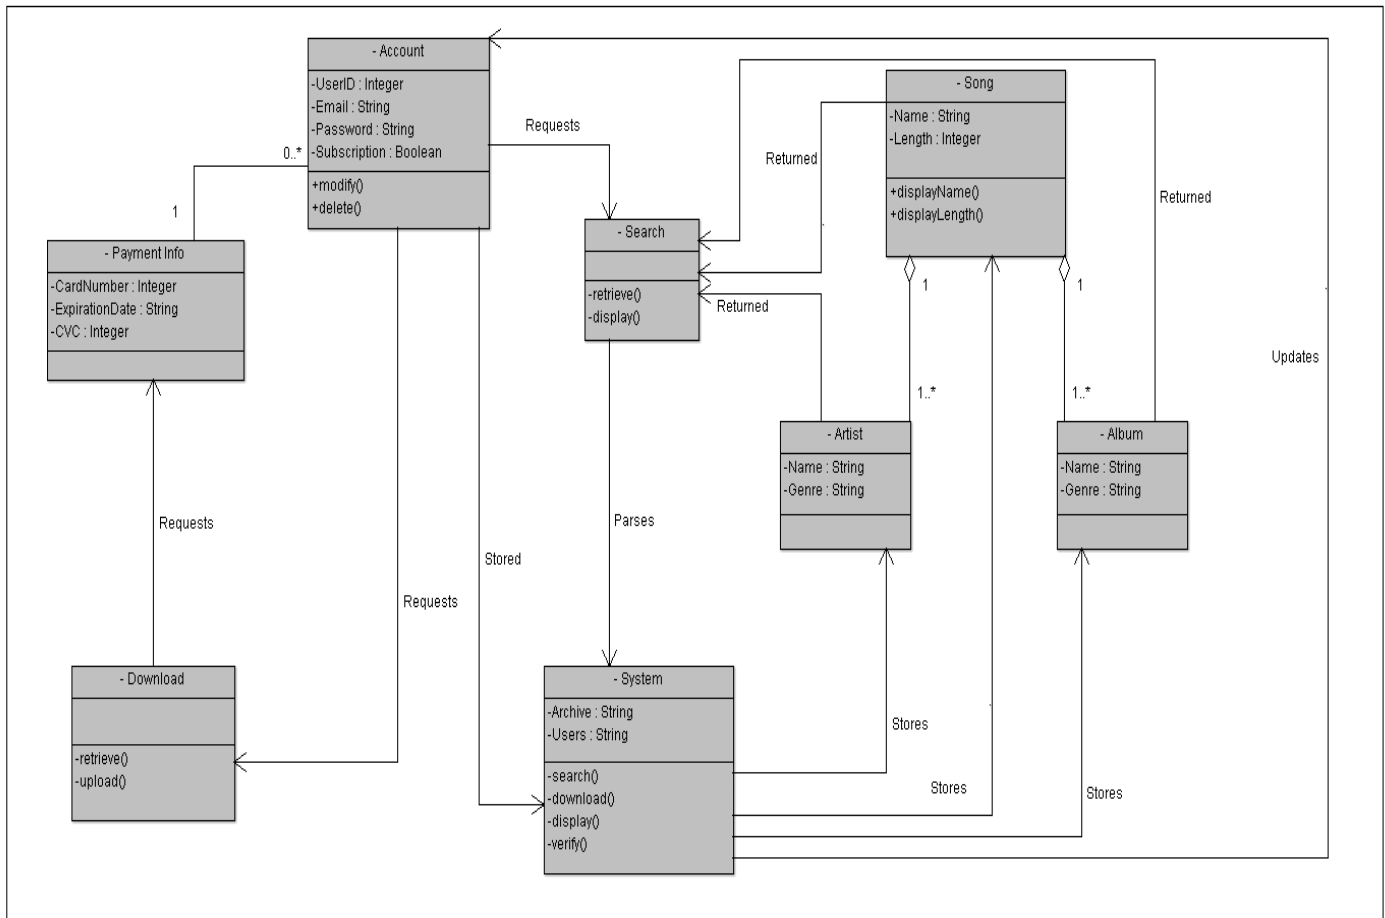 - Account
-UserID : Integer
-Email : String
-Password : String
-Subscription : Boolean
+modify()
+delete()
0..*
1
- Payment Info
-CardNumber : Integer
-ExpirationDate : String
-CVC : Integer
Requests
- Search
-retrieve()
-display()
Returned
Returned
Returned
- Song
-Name : String
-Length : Integer
+displayName()
+displayLength()
1
1
1..*
1..*
Updates
- Artist
-Name : String
-Genre : String
- Album
-Name : String
-Genre : String
Requests
Requests
Stored
Parses
- Download
-retrieve()
-upload()
- System
-Archive : String
-Users : String
-search()
-download()
-display()
-verify()
Stores
Stores
Stores